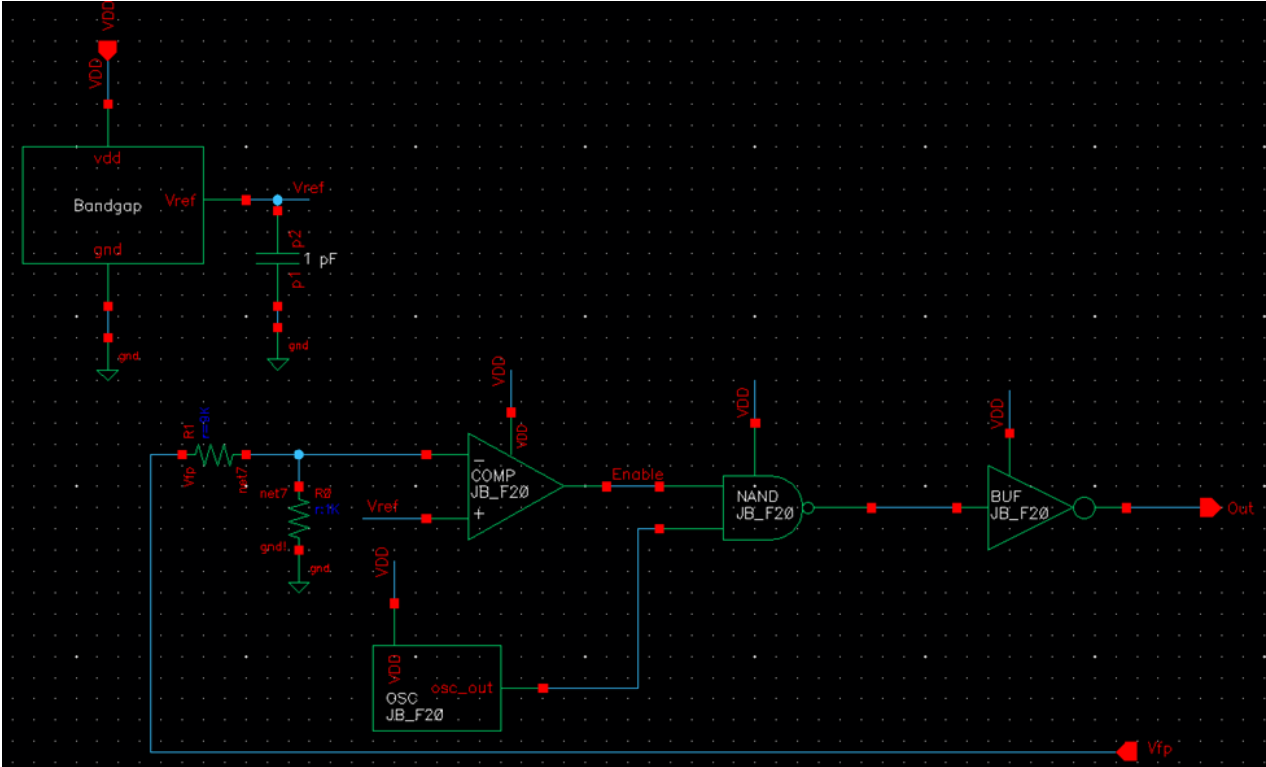 VDD
VDD
vdd
Bandgap
Vref
gnd
gnd
Vref
p2
1 pF
p1
gnd
R1
Vfp
net7
net7
R0
gnd!
gnd
VDD
VDD
COMP
JB_F20
Vref
Enable
VDD
NAND
JB_F20
VDD
BUF
JB_F20
Out
VDD
VDD
OSC
JB_F20
osc_out
Vfp